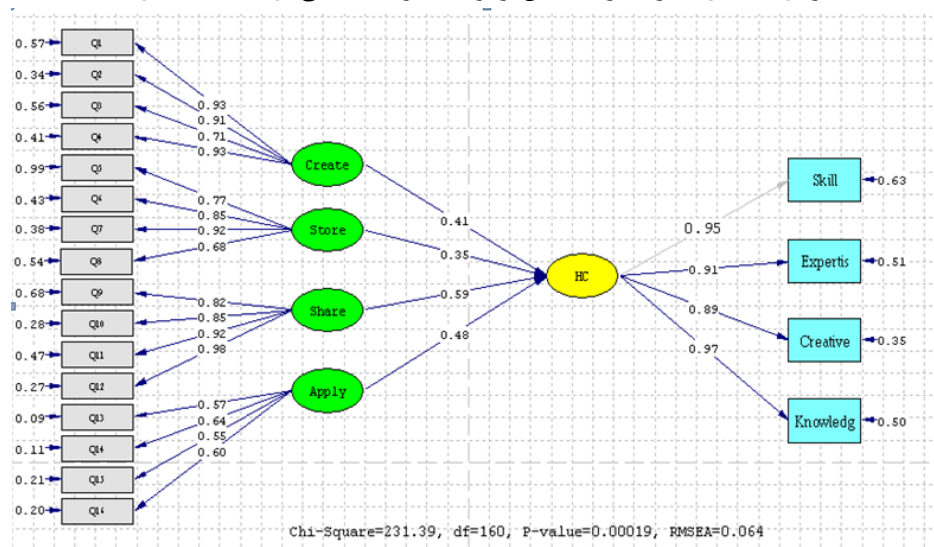 0.57 Q1
0.34 Q2
0.56 Q3
0.41 Q4
0.99 Q5
0.43 Q6
0.38 Q7
0.54 Q8
0.68 Q9
0.28 Q10
0.47 Q11
0.27 Q12
0.09 Q13
0.11 Q14
0.21 Q15
0.20 Q16
0.93
0.91
0.71
0.93
0.77
0.85
0.92
0.68
0.82
0.85
0.92
0.98
0.57
0.64
0.55
0.60
Create
Store
Share
Apply
0.41
0.35
0.59
0.48
HC
0.95
0.91
0.89
0.97
Skill 0.63
Expertis 0.51
Creative 0.35
Knowledg 0.50
Chi-Square=231.39, df=160, P-value=0.00019, RMSEA=0.064